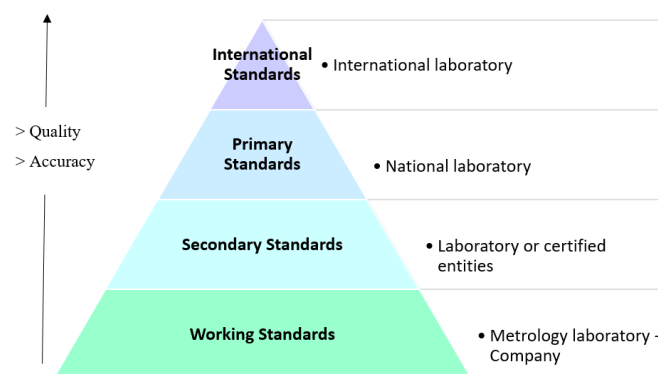 International
Standards
• International laboratory
> Quality
> Accuracy
Primary
Standards
• National laboratory
Secondary Standards
• Laboratory or certified
entities
Working Standards
• Metrology laboratory -
Company